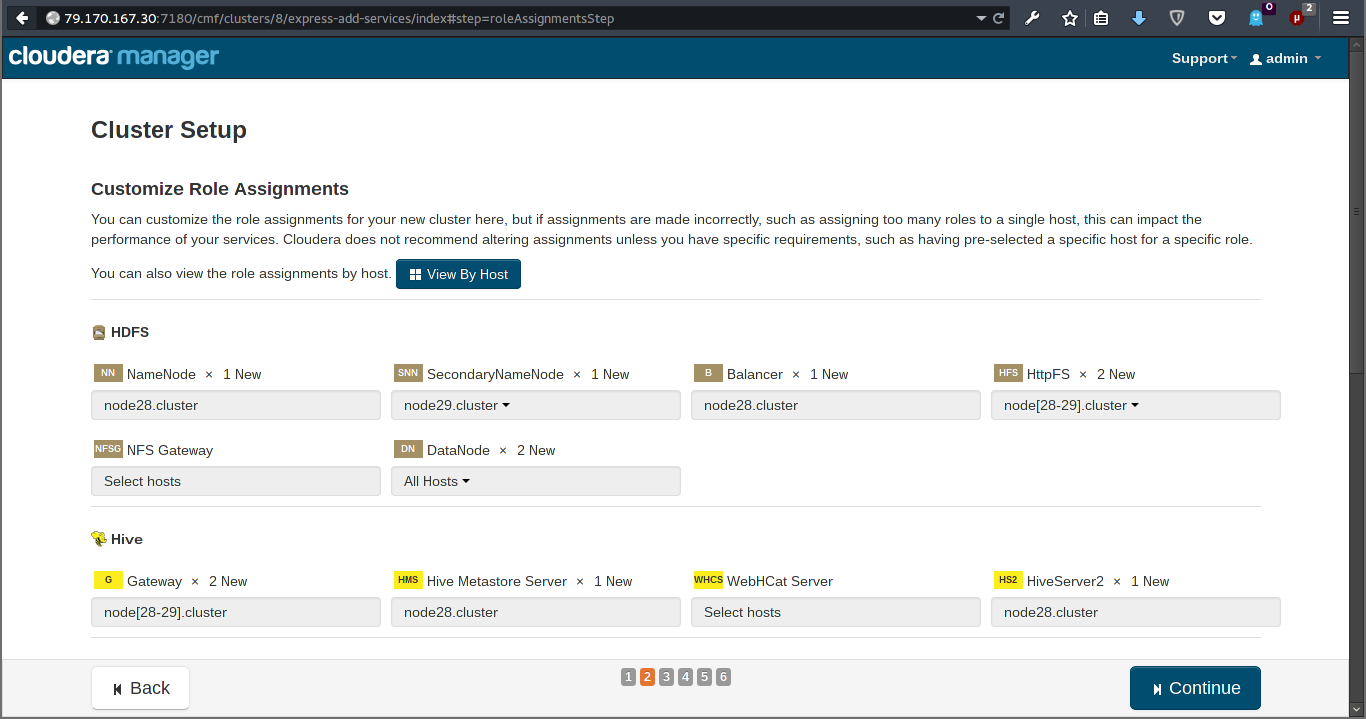 79.170.167.30:7180/cmf/clusters/8/express-add-services/index#step=roleAssignmentsStep
0
2
µ
cloudera manager
Support
admin
Cluster Setup
Customize Role Assignments
You can customize the role assignments for your new cluster here, but if assignments are made incorrectly, such as assigning too many roles to a single host, this can impact the
performance of your services. Cloudera does not recommend altering assignments unless you have specific requirements, such as having pre-selected a specific host for a specific role.
You can also view the role assignments by host. View By Host
HDFS
NN NameNode × 1 New SNN SecondaryNameNode × 1 New B Balancer × 1 New HFS HttpFS × 2 New
node28.cluster node29.cluster node28.cluster node[28-29].cluster
NFSG NFS Gateway DN DataNode × 2 New
Select hosts All Hosts
Hive
G Gateway × 2 New HMS Hive Metastore Server × 1 New WHCS WebHCat Server HS2 HiveServer2 × 1 New
node[28-29].cluster node28.cluster Select hosts node28.cluster
Back 1 2 3 4 5 6 Continue